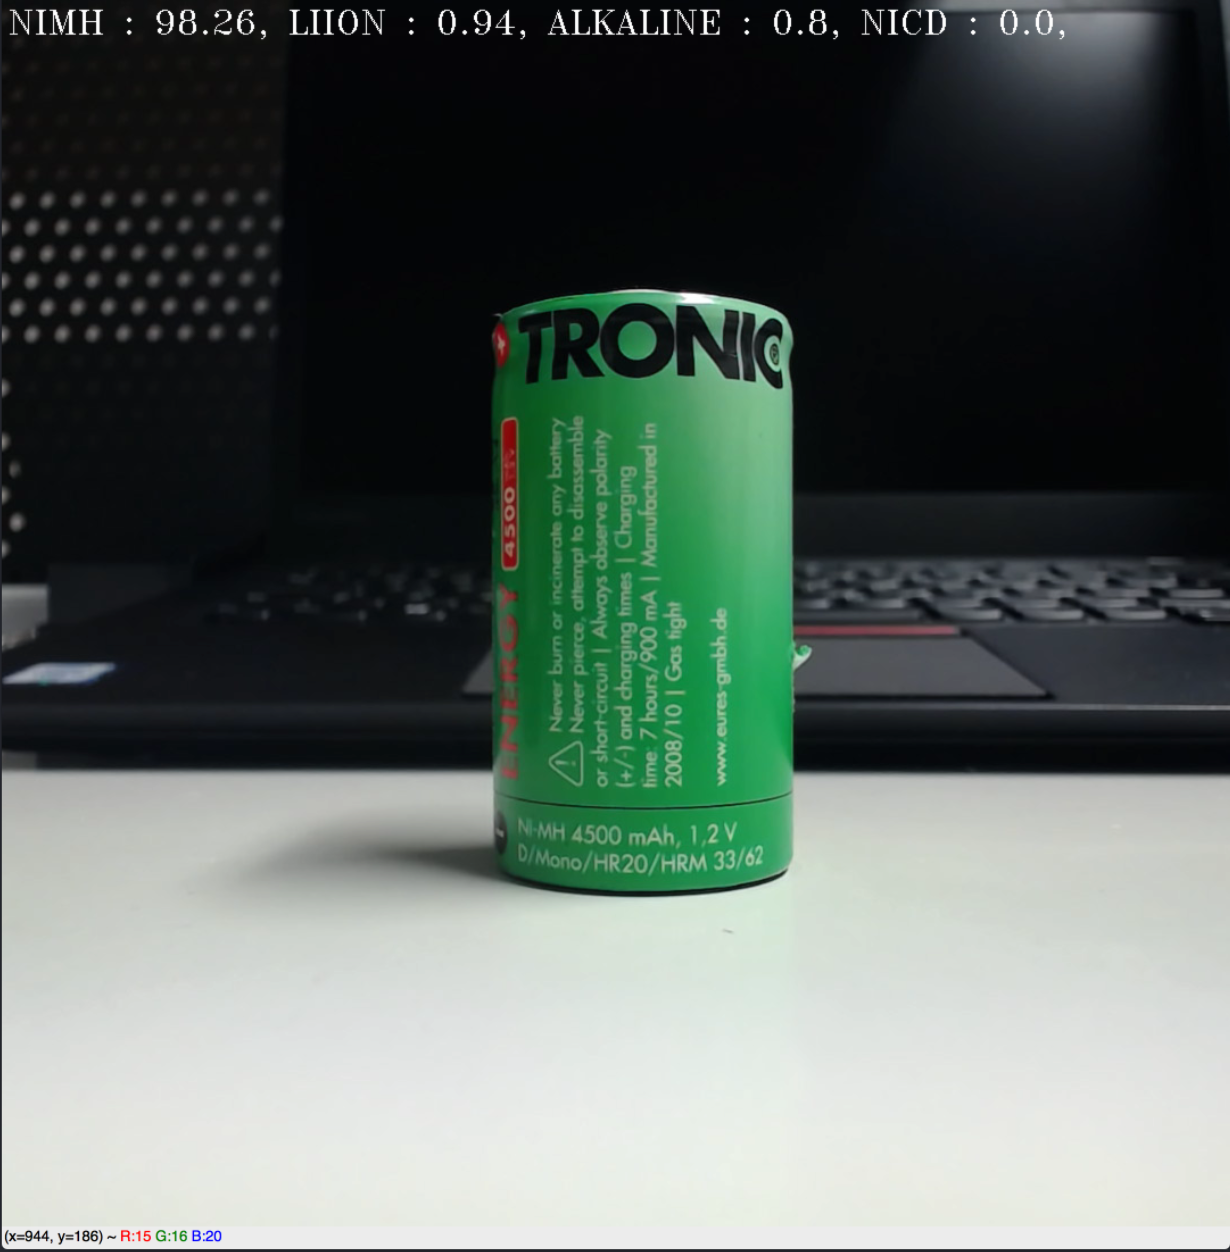 NIMH : 98.26, LIION : 0.94, ALKALINE : 0.8, NICD : 0.0,
TRONIC®
ENERGY
4500
Never burn or incinerate any battery
Never pierce, attempt to disassemble
or short-circuit | Always observe polarity
(+/-) and charging times | Charging
time: 7 hours/900 mA | Manufactured in
2008/10 | Gas tight
www.eures-gmbh.de
NI-MH 4500 mAh, 1,2 V
D/Mono/HR20/HRM 33/62
(x=944, y=186) ~ R:15 G:16 B:20